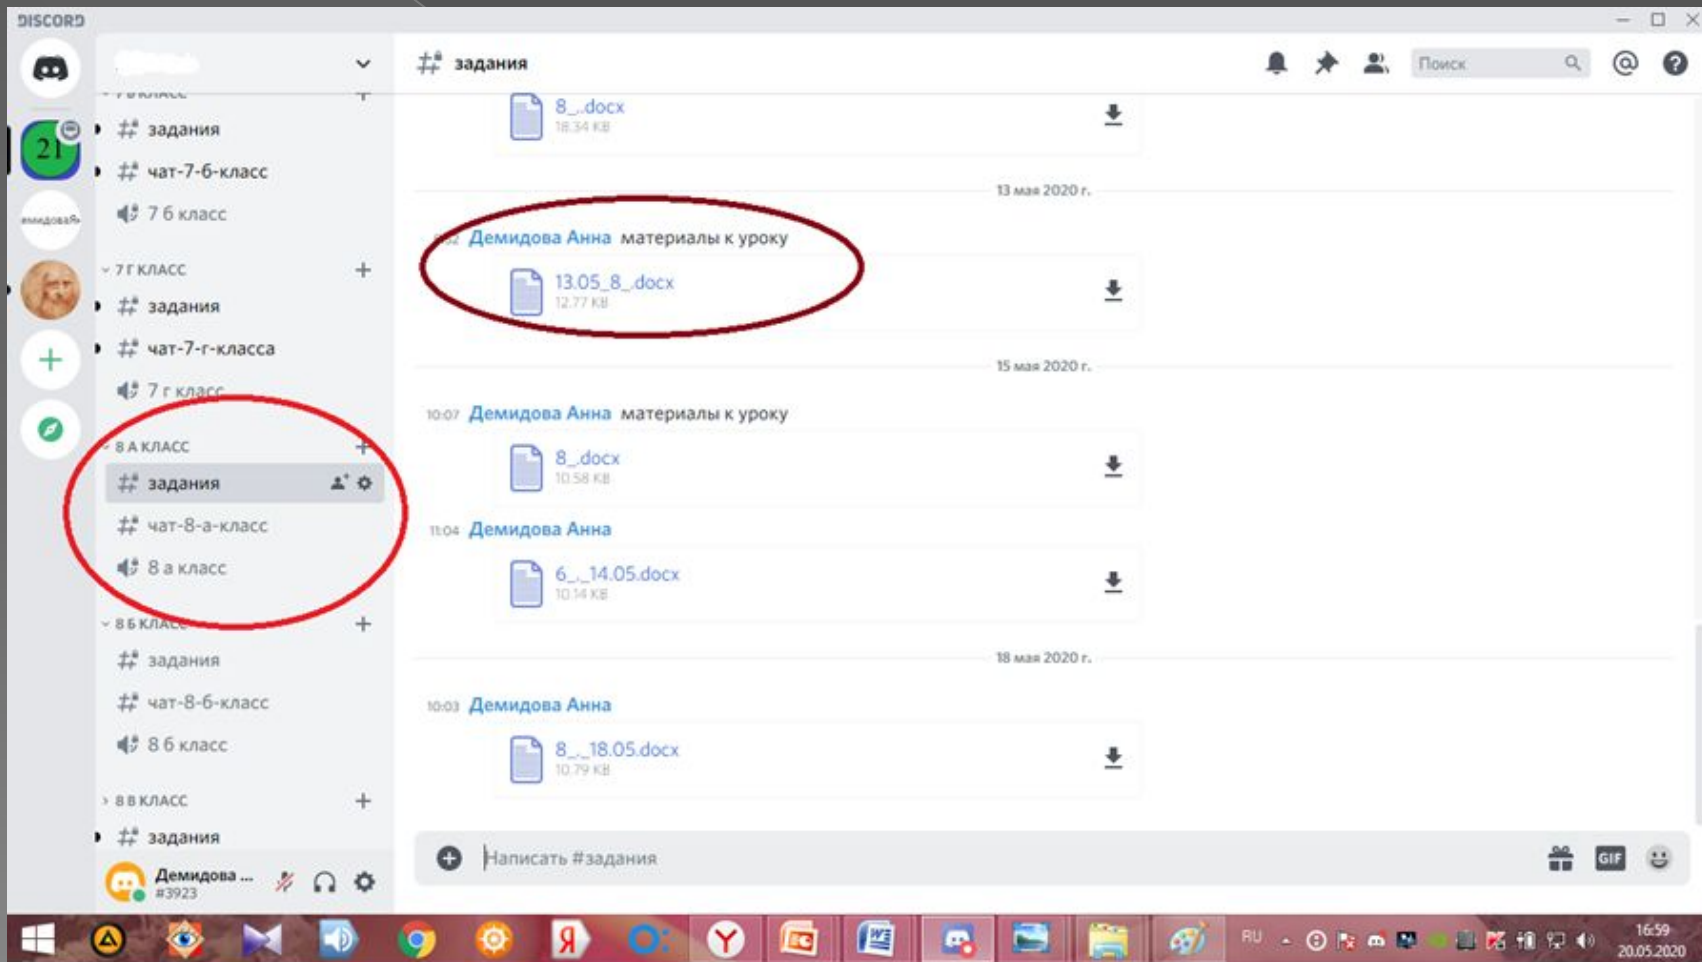 DISCORD
задания
Поиск
21
КЛАСС
задания
чат-7-б-класс
7 б класс
7 Г КЛАСС
задания
чат-7-г-класса
7 г класс
8 А КЛАСС
задания
чат-8-а-класс
8 а класс
8 Б КЛАСС
задания
чат-8-б-класс
8 б класс
8 В КЛАСС
задания
Демидова ...
#3923
8_..docx
18.34 KB
13 мая 2020 г.
Демидова Анна материалы к уроку
13.05_8_.docx
12.77 KB
15 мая 2020 г.
10:07 Демидова Анна материалы к уроку
8_.docx
10.58 KB
11:04 Демидова Анна
6_._14.05.docx
10.14 KB
18 мая 2020 г.
10:03 Демидова Анна
8_._18.05.docx
10.79 KB
Написать #задания
GIF
RU
16:59
20.05.2020